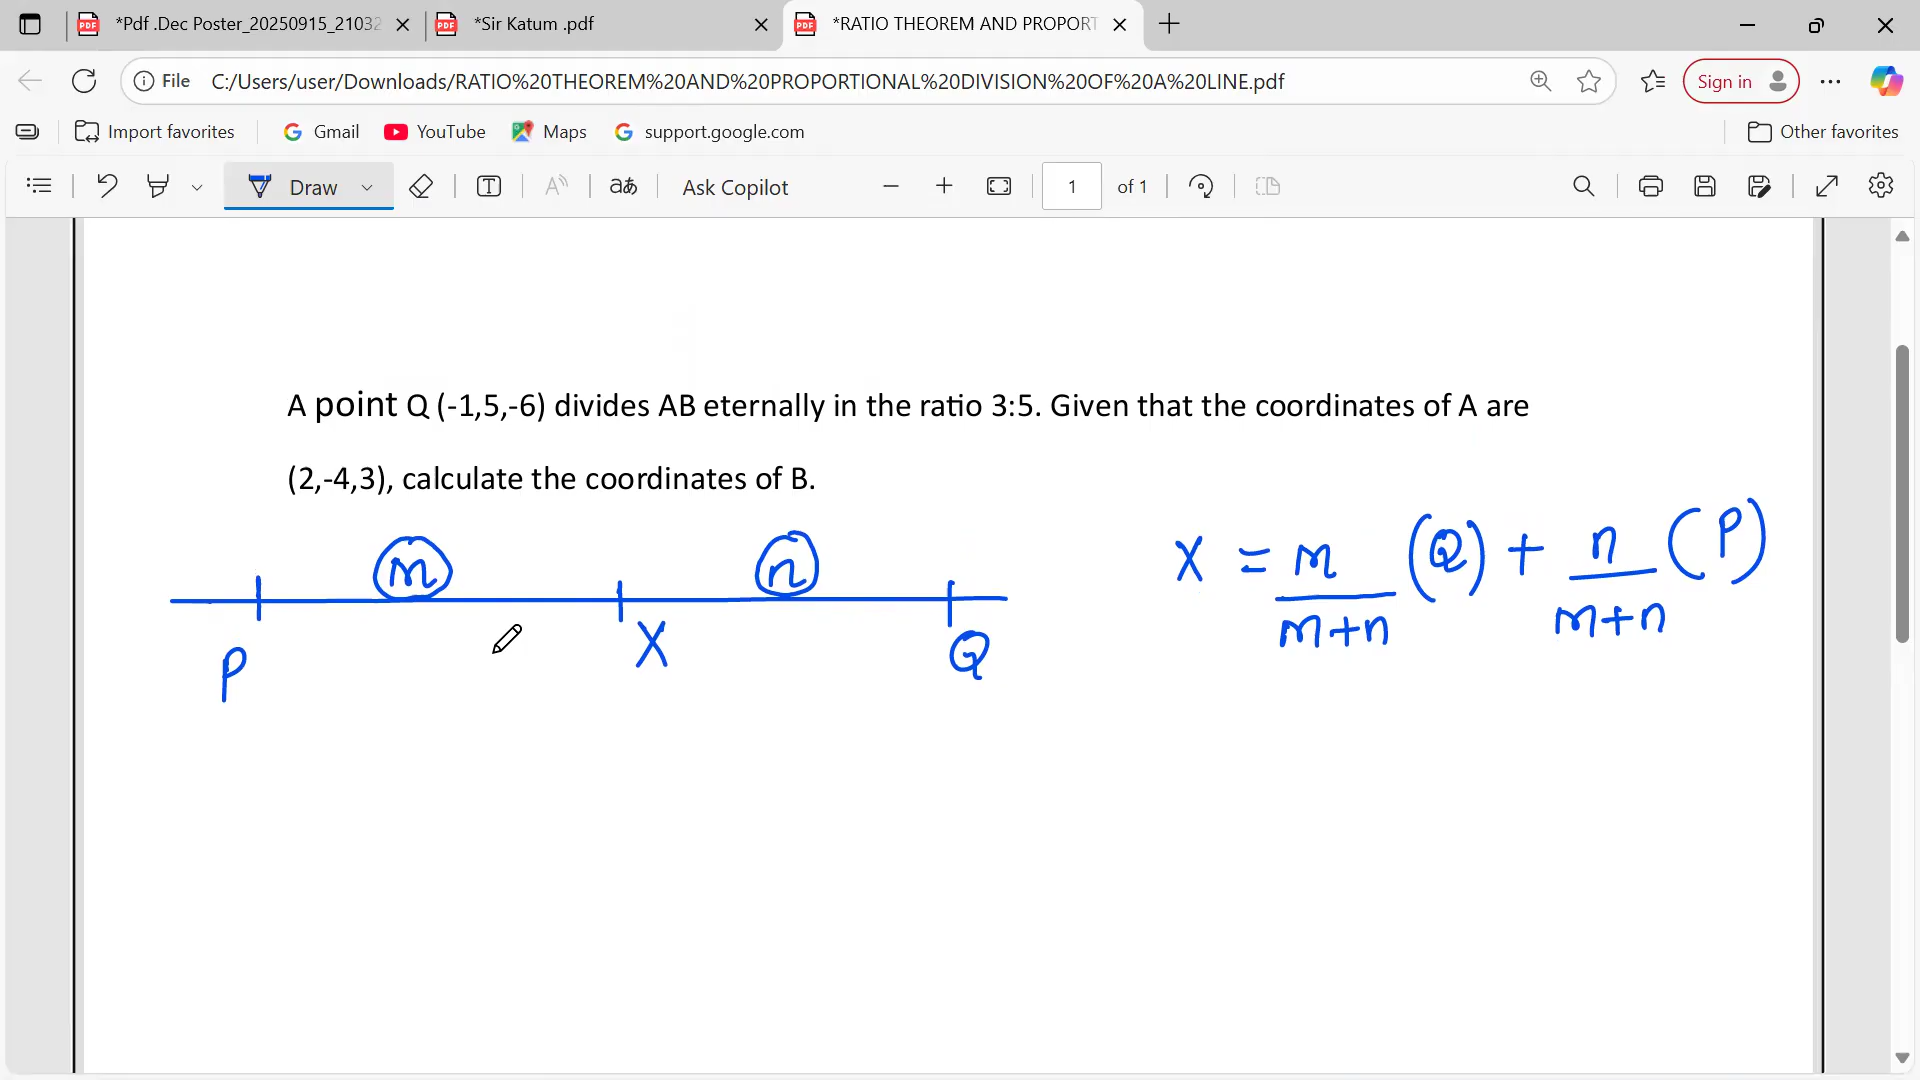 *Pdf .Dec Poster_20250915_21032
*Sir Katum .pdf
*RATIO THEOREM AND PROPORT
File C:/Users/user/Downloads/RATIO%20THEOREM%20AND%20PROPORTIONAL%20DIVISION%20OF%20A%20LINE.pdf
Sign in
Import favorites Gmail YouTube Maps support.google.com Other favorites
Draw Ask Copilot 1 of 1
A point Q (-1,5,-6) divides AB eternally in the ratio 3:5. Given that the coordinates of A are
(2,-4,3), calculate the coordinates of B.
m n
P X Q
X = m (Q) + n (P)
m+n m+n